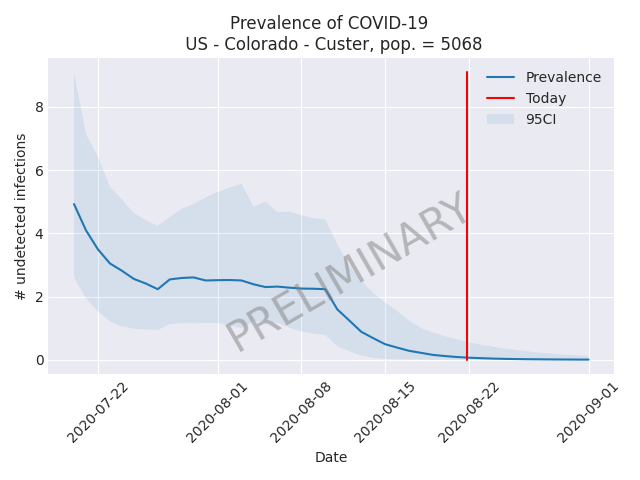 Prevalence of COVID-19
US - Colorado - Custer, pop. = 5068
Prevalence
Today
95CI
PRELIMINARY
# undetected infections
8
6
4
2
0
2020-07-22
2020-08-01
2020-08-08
2020-08-15
2020-08-22
2020-09-01
Date